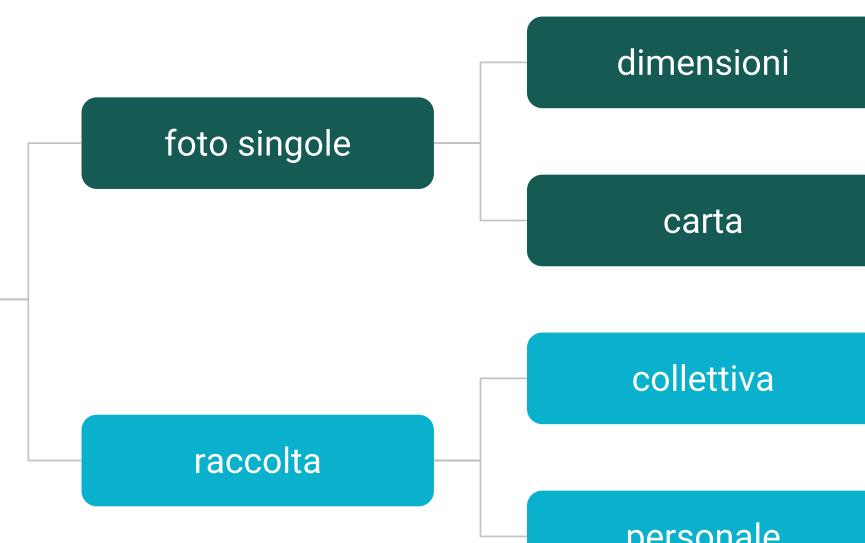 dimensioni
foto singole
carta
collettiva
raccolta
personale